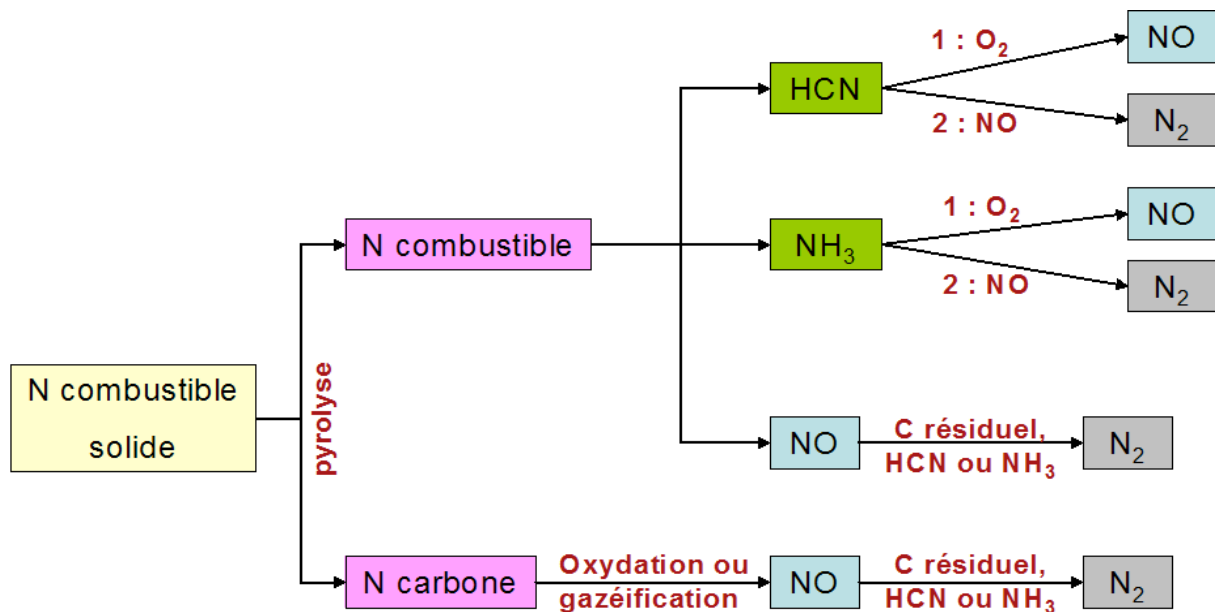 1 : O₂
NO
HCN
2 : NO
N₂
1 : O₂
NO
N combustible
NH₃
2 : NO
N₂
N combustible
solide
pyrolyse
NO
C résiduel,
HCN ou NH₃
N₂
N carbone
Oxydation ou
gazéification
NO
C résiduel,
HCN ou NH₃
N₂